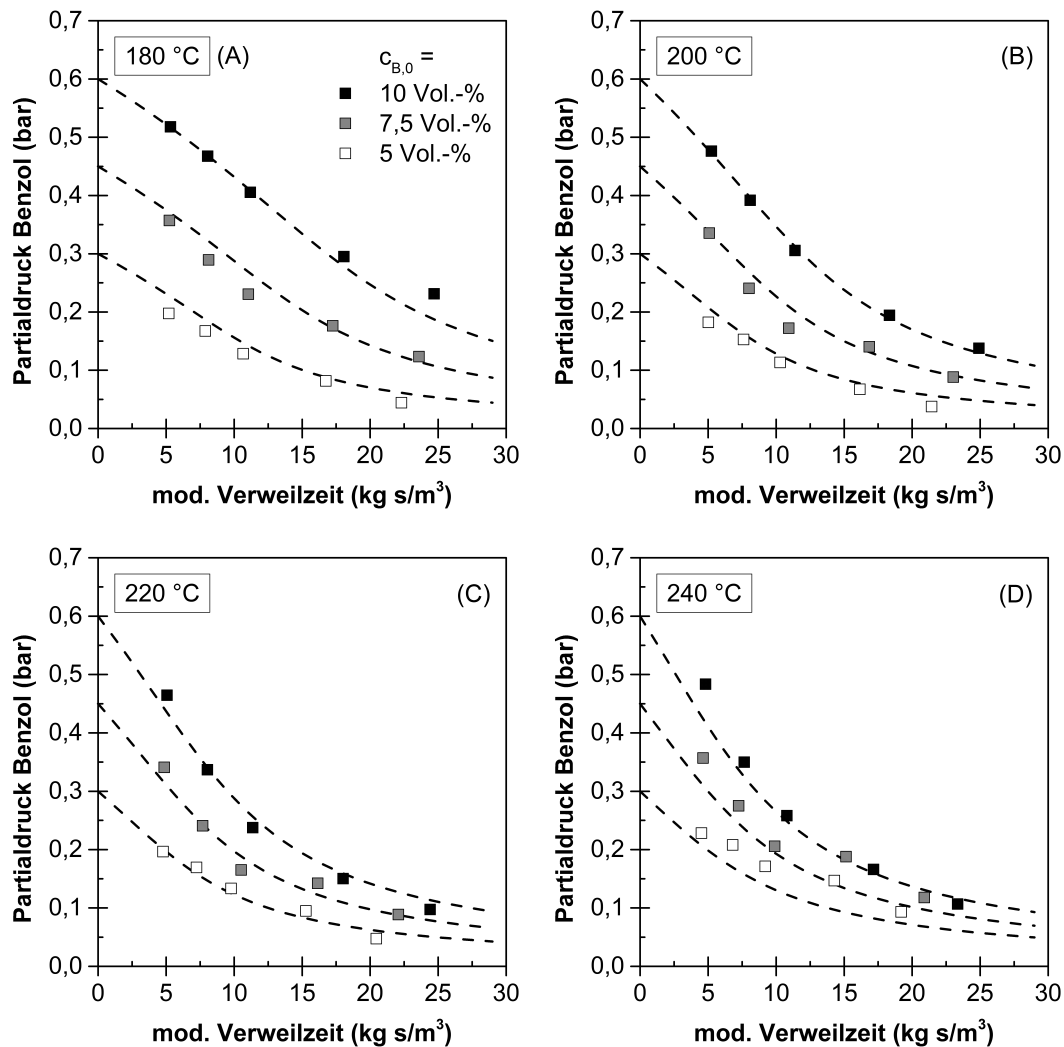 180 °C (A)
c_B,0 =
10 Vol.-%
7,5 Vol.-%
5 Vol.-%
Partialdruck Benzol (bar)
0,7
0,6
0,5
0,4
0,3
0,2
0,1
0,0
0 5 10 15 20 25 30
mod. Verweilzeit (kg s/m³)
200 °C (B)
Partialdruck Benzol (bar)
0,7
0,6
0,5
0,4
0,3
0,2
0,1
0,0
0 5 10 15 20 25 30
mod. Verweilzeit (kg s/m³)
220 °C (C)
Partialdruck Benzol (bar)
0,7
0,6
0,5
0,4
0,3
0,2
0,1
0,0
0 5 10 15 20 25 30
mod. Verweilzeit (kg s/m³)
240 °C (D)
Partialdruck Benzol (bar)
0,7
0,6
0,5
0,4
0,3
0,2
0,1
0,0
0 5 10 15 20 25 30
mod. Verweilzeit (kg s/m³)